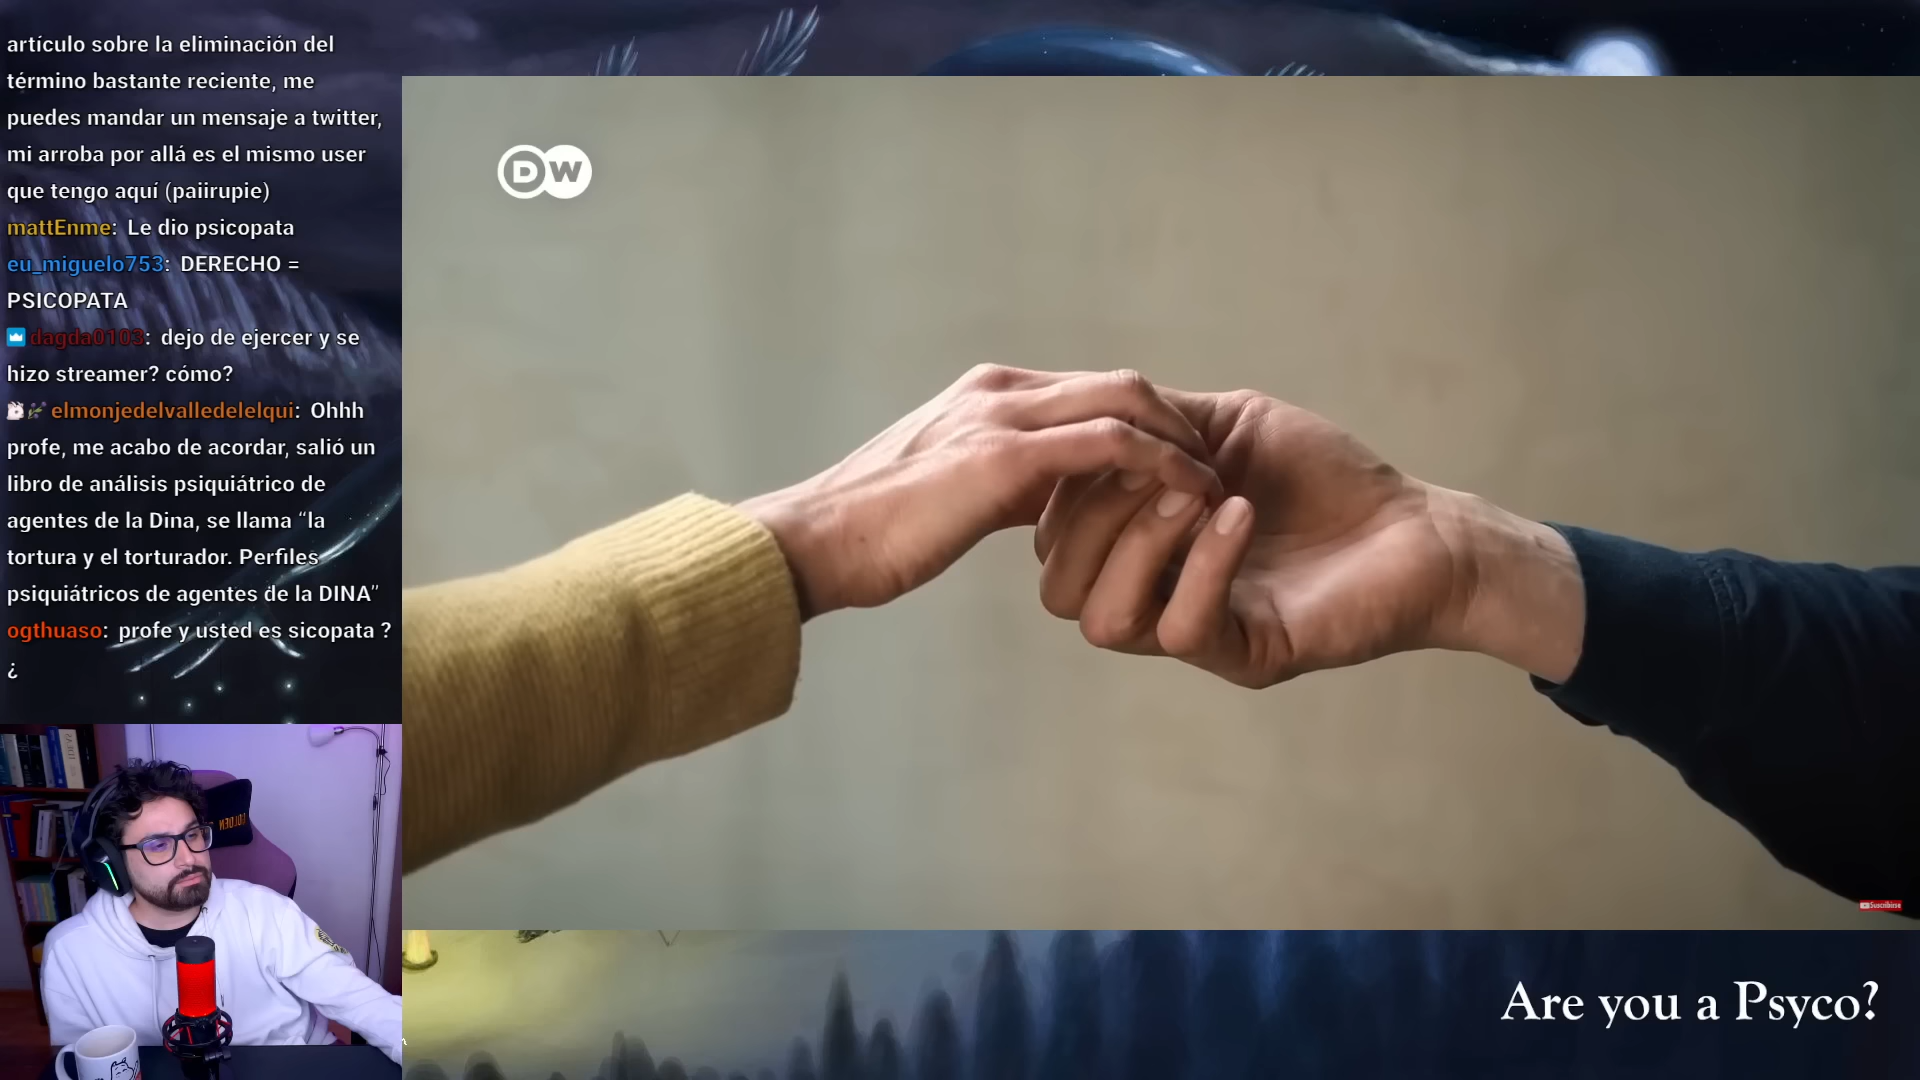 artículo sobre la eliminación del
término bastante reciente, me
puedes mandar un mensaje a twitter,
mi arroba por allá es el mismo user
que tengo aquí (paiirupie)
mattEnme: Le dio psicopata
eu_miguelo753: DERECHO =
PSICOPATA
dagda0103: dejo de ejercer y se
hizo streamer? cómo?
elmonjedelvalledelelqui: Ohhh
profe, me acabo de acordar, salió un
libro de análisis psiquiátrico de
agentes de la Dina, se llama “la
tortura y el torturador. Perfiles
psiquiátricos de agentes de la DINA”
ogthuaso: profe y usted es sicopata ?
¿
DW
Suscribirse
Are you a Psyco?